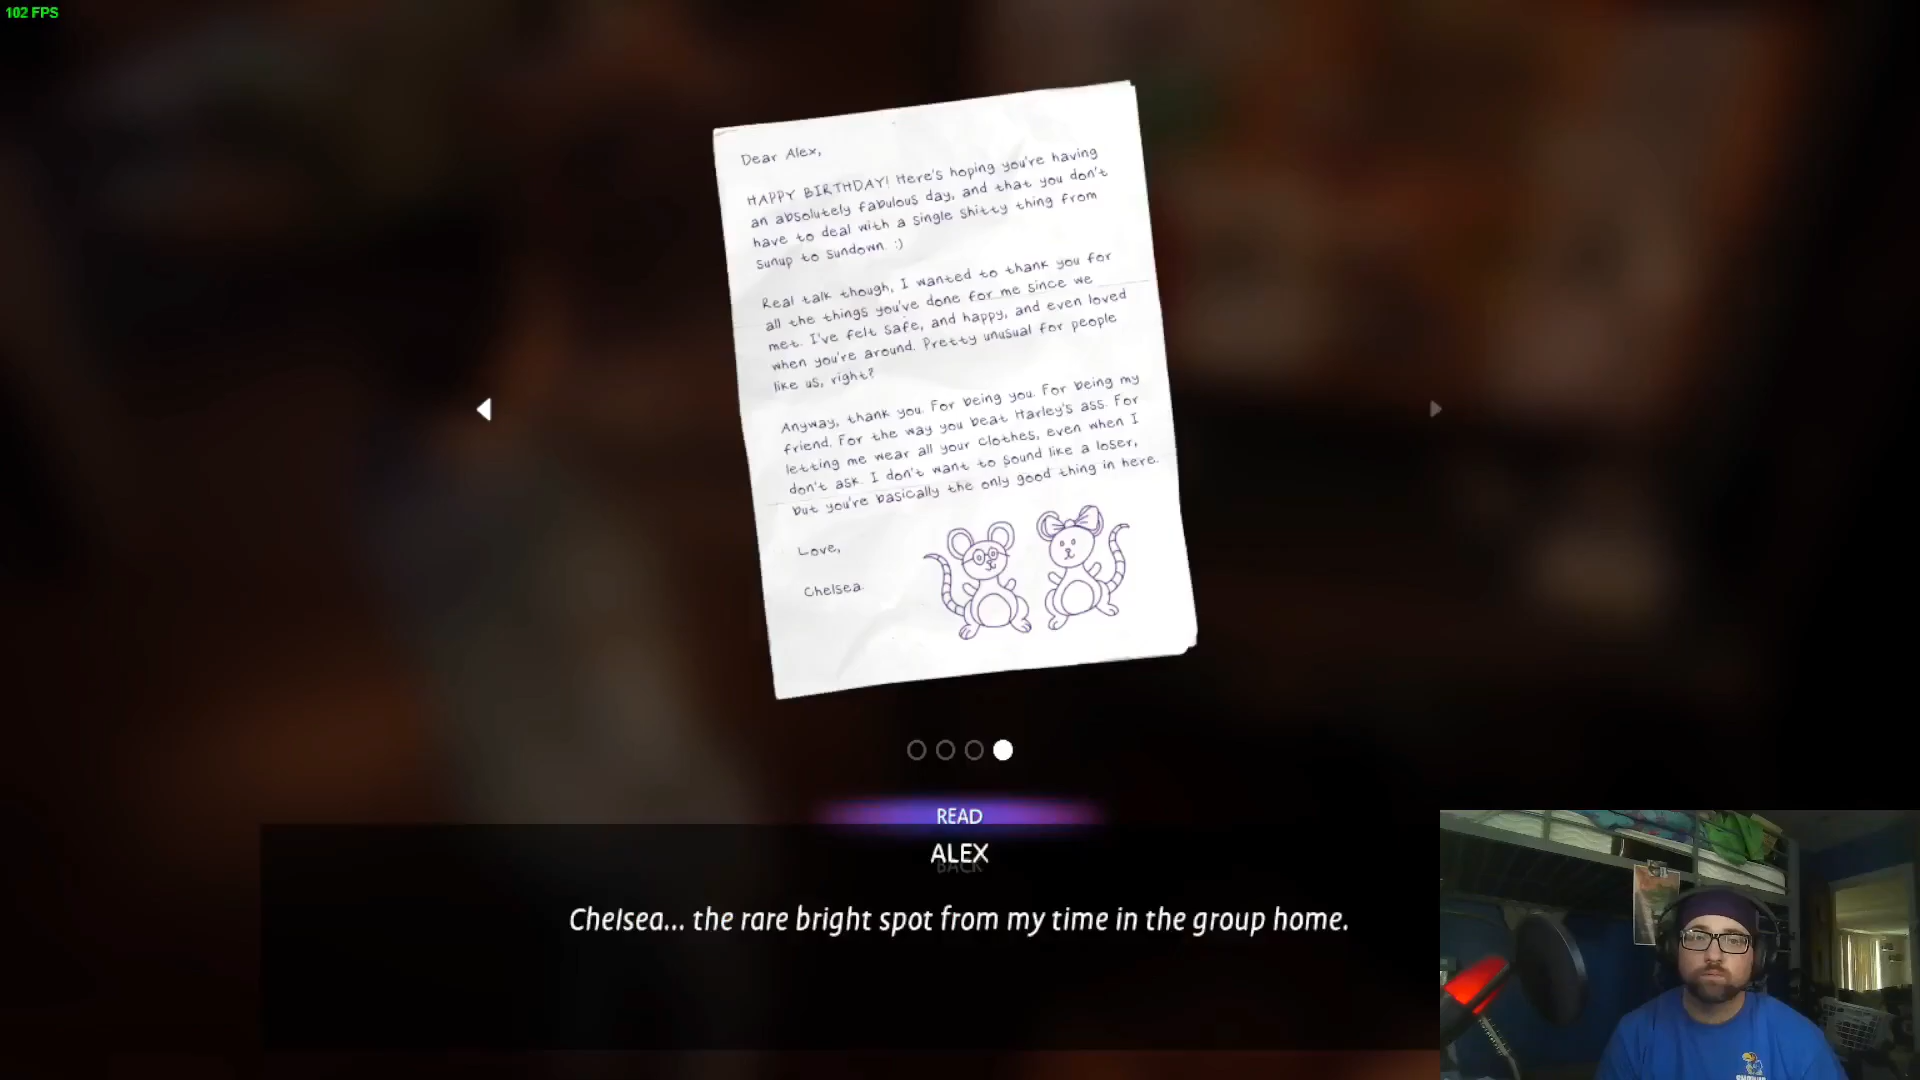 102 FPS
Dear Alex,
HAPPY BIRTHDAY! Here's hoping you're having
an absolutely fabulous day, and that you don't
have to deal with a single shitty thing from
sunup to sundown. :)
Real talk though, I wanted to thank you for
all the things you've done for me since we
met. I've felt safe, and happy, and even loved
when you're around. Pretty unusual for people
like us, right?
Anyway, thank you. For being you. For being my
friend. For the way you beat Harley's ass. For
letting me wear all your clothes, even when I
don't ask. I don't want to sound like a loser,
but you're basically the only good thing in here.
Love,
Chelsea.
READ
ALEX
BACK
Chelsea... the rare bright spot from my time in the group home.